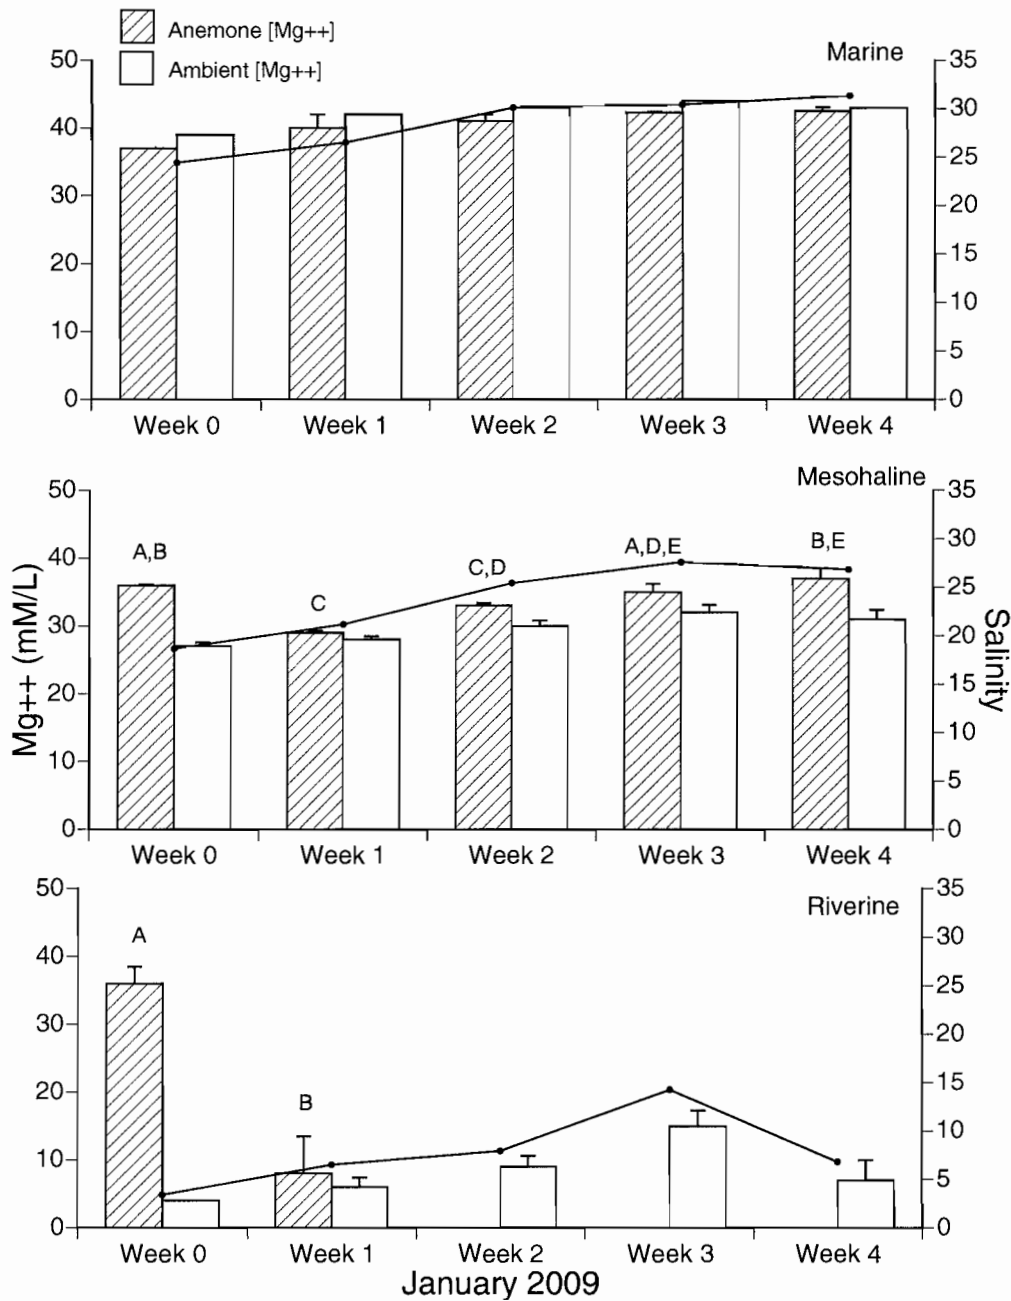 Anemone [Mg++]
Ambient [Mg++]
Marine
50
40
30
20
10
0
35
30
25
20
15
10
5
0
Week 0 Week 1 Week 2 Week 3 Week 4
Mesohaline
50
40
30
20
10
0
A,B
C
C,D
A,D,E
B,E
35
30
25
20
15
10
5
0
Week 0 Week 1 Week 2 Week 3 Week 4
Mg++ (mM/L)
Salinity
Riverine
50
40
30
20
10
0
A
B
35
30
25
20
15
10
5
0
Week 0 Week 1 Week 2 Week 3 Week 4
January 2009